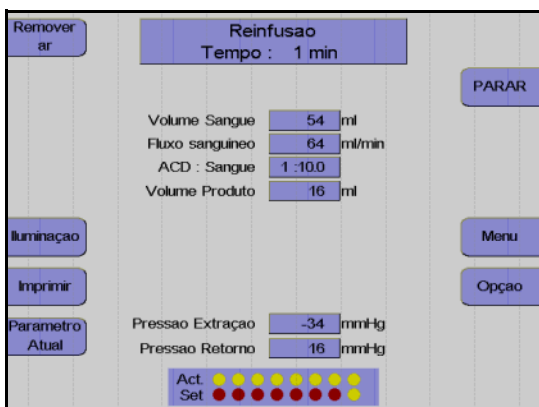 Remover
ar
Reinfusao
Tempo : 1 min
PARAR
Volume Sangue 54 ml
Fluxo sanguineo 64 ml/min
ACD : Sangue 1 :10.0
Volume Produto 16 ml
Iluminaçao
Menu
Imprimir
Opçao
Parametro
Atual
Pressao Extraçao -34 mmHg
Pressao Retorno 16 mmHg
Act.
Set